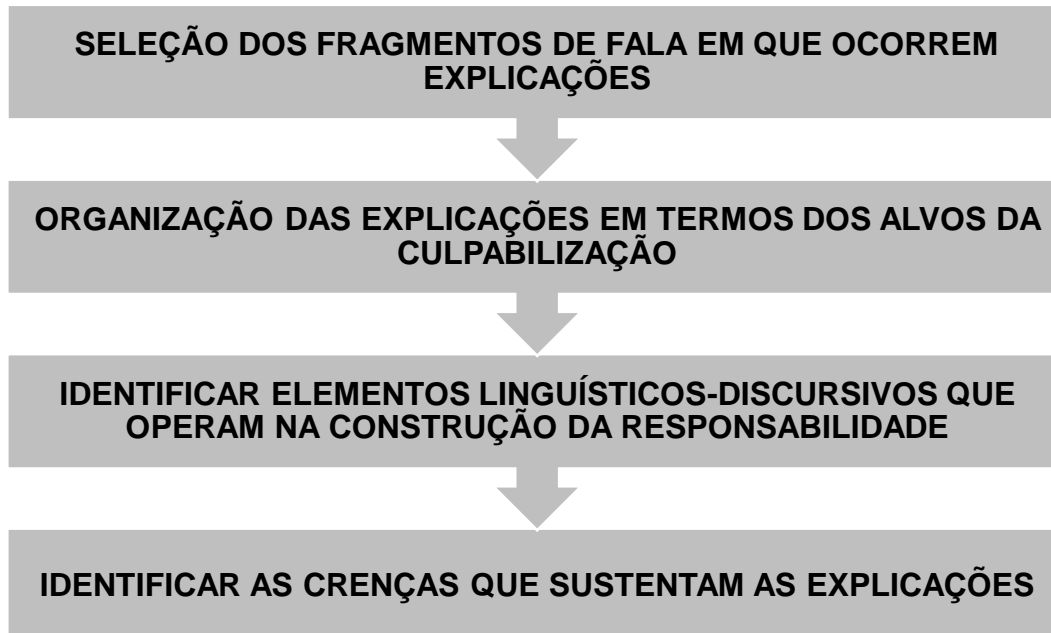 SELEÇÃO DOS FRAGMENTOS DE FALA EM QUE OCORREM
EXPLICAÇÕES
ORGANIZAÇÃO DAS EXPLICAÇÕES EM TERMOS DOS ALVOS DA
CULPABILIZAÇÃO
IDENTIFICAR ELEMENTOS LINGUÍSTICOS-DISCURSIVOS QUE
OPERAM NA CONSTRUÇÃO DA RESPONSABILIDADE
IDENTIFICAR AS CRENÇAS QUE SUSTENTAM AS EXPLICAÇÕES